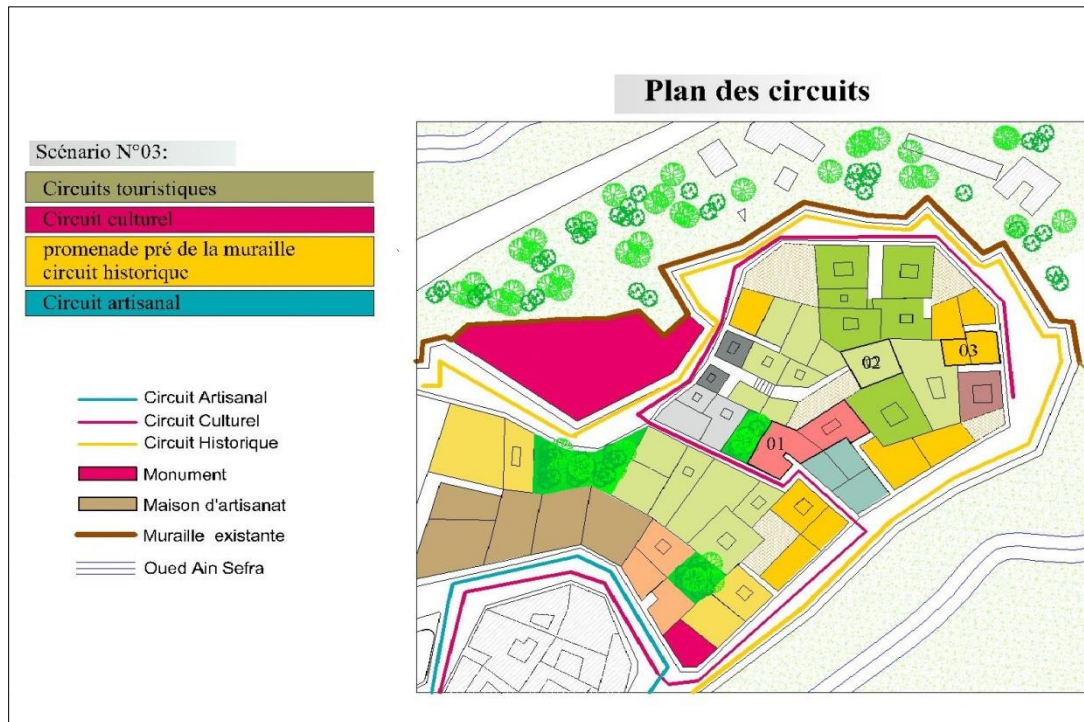 Plan des circuits
Scénario N°03:
Circuits touristiques
Circuit culturel
promenade pré de la muraille
circuit historique
Circuit artisanal
Circuit Artisanal
Circuit Culturel
Circuit Historique
Monument
Maison d'artisanat
Muraille existante
Oued Ain Sefra
01
02
03